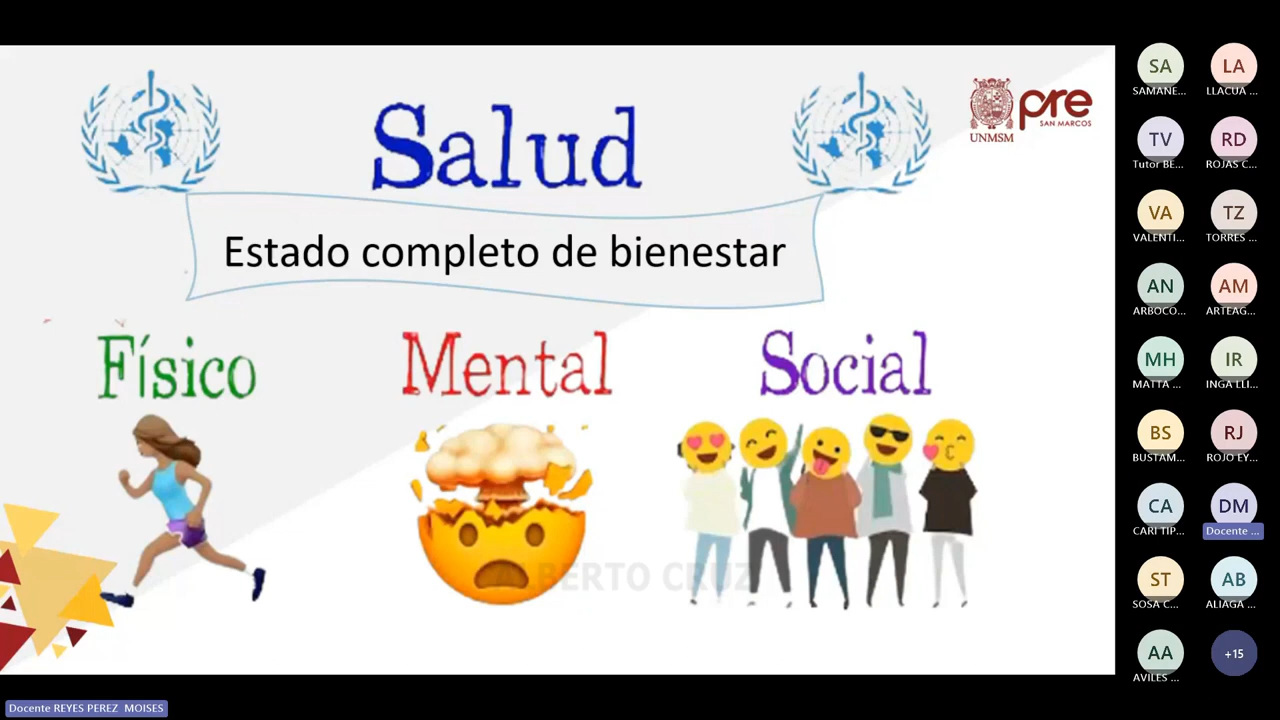 Salud
pre
SAN MARCOS
UNMSM
Estado completo de bienestar
Físico
Mental
Social
ALBERTO CRUZ
SA
LA
SAMANE...
LLACUA ...
TV
RD
Tutor BE...
ROJAS C...
VA
TZ
VALENTI...
TORRES ...
AN
AM
ARBOCO...
ARTEAG...
MH
IR
MATTA ...
INGA LLI...
BS
RJ
BUSTAM...
ROJO EY...
CA
DM
CARI TIP...
Docente ...
ST
AB
SOSA C...
ALIAGA ...
AA
+15
AVILES ...
Docente REYES PEREZ MOISES